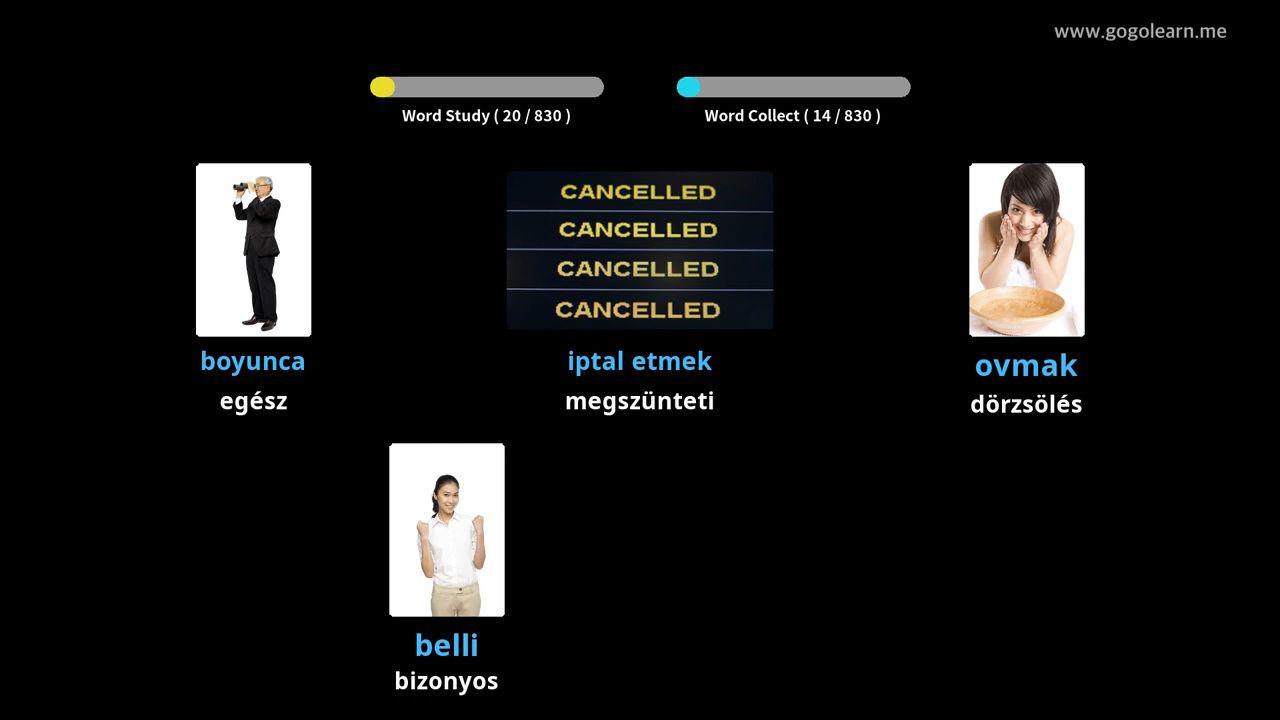 www.gogolearn.me
Word Study ( 20 / 830 )
Word Collect ( 14 / 830 )
CANCELLED
CANCELLED
CANCELLED
CANCELLED
boyunca
egész
iptal etmek
megszünteti
ovmak
dörzsölés
belli
bizonyos